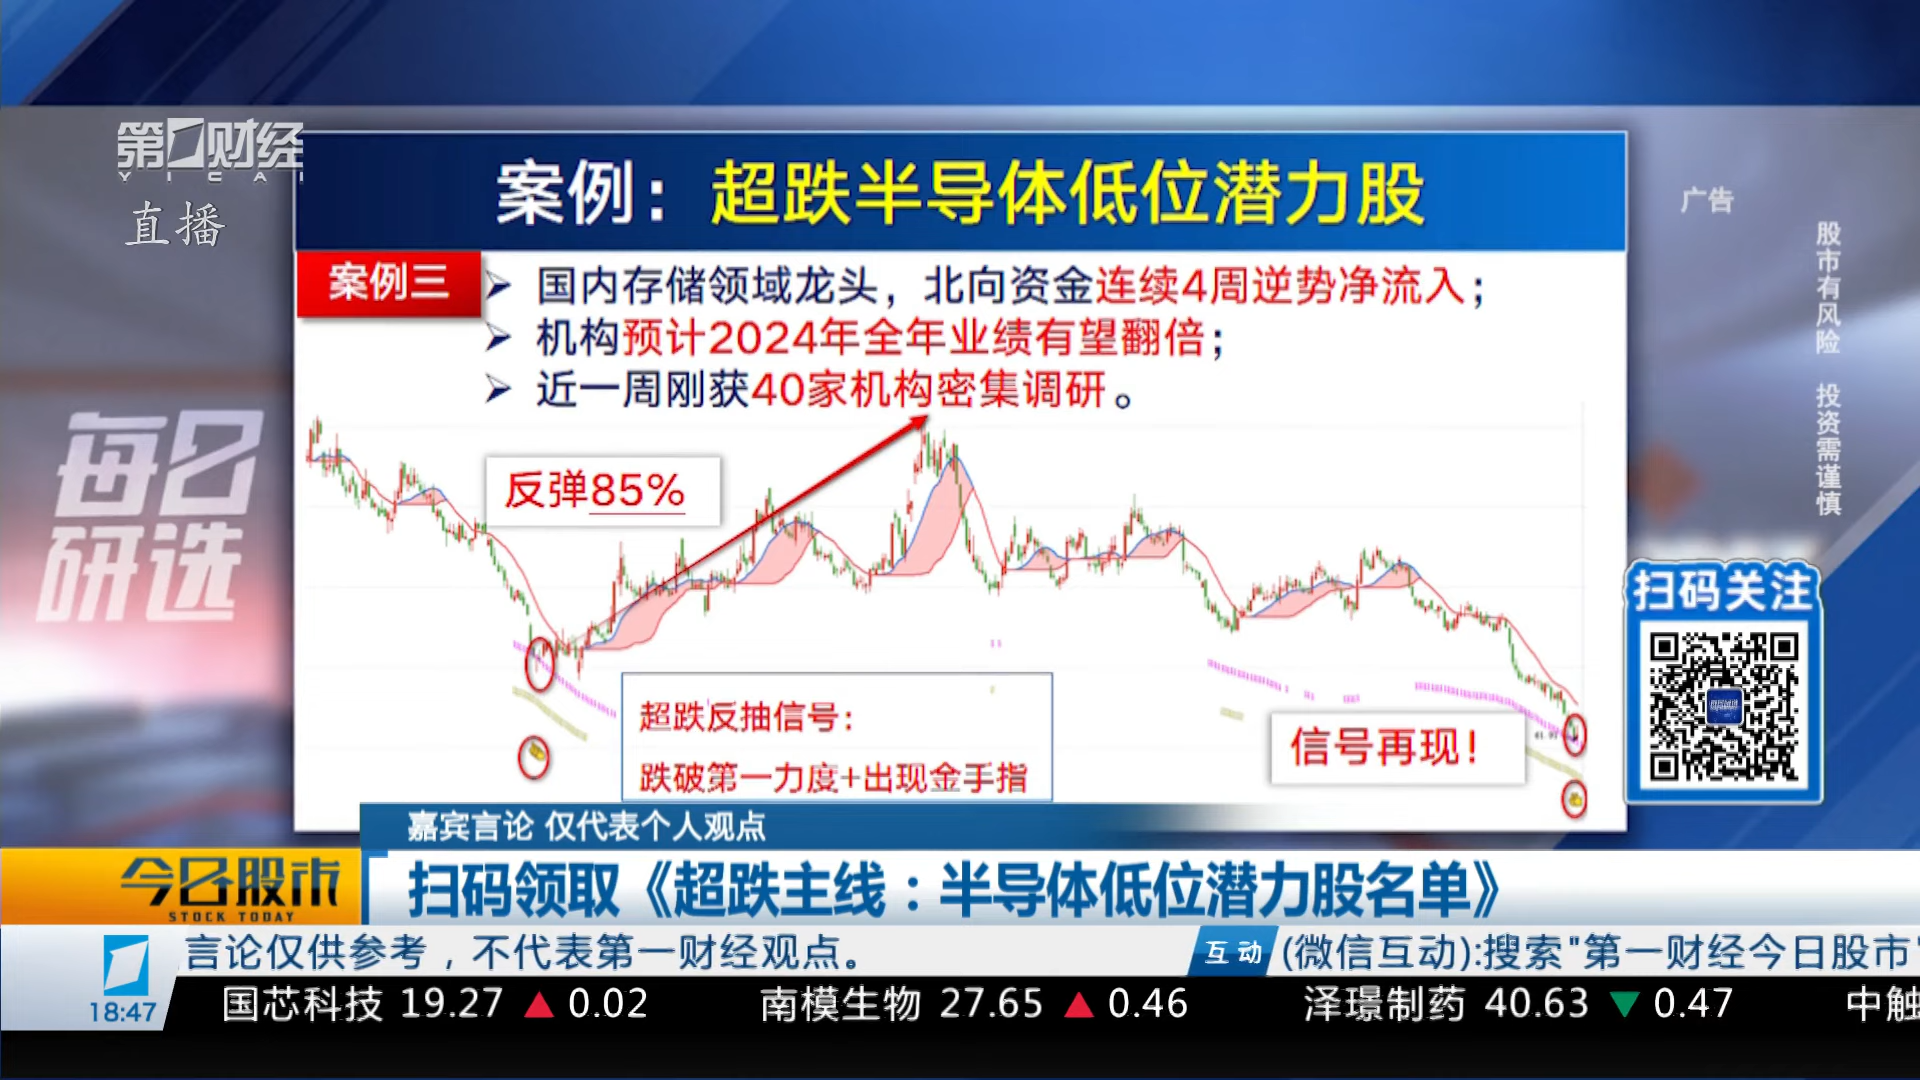 第一财经
YICAI
直播
案例：超跌半导体低位潜力股
广告
股市有风险 投资需谨慎
案例三
国内存储领域龙头，北向资金连续4周逆势净流入；
机构预计2024年全年业绩有望翻倍；
近一周刚获40家机构密集调研。
每日
研选
反弹85%
扫码关注
超跌反抽信号：
跌破第一力度+出现金手指
信号再现！
嘉宾言论 仅代表个人观点
今日股市
STOCK TODAY
扫码领取《超跌主线：半导体低位潜力股名单》
言论仅供参考，不代表第一财经观点。
互动 (微信互动):搜索"第一财经今日股市"
18:47
国芯科技 19.27 ▲ 0.02 南模生物 27.65 ▲ 0.46 泽璟制药 40.63 ▼ 0.47 中触